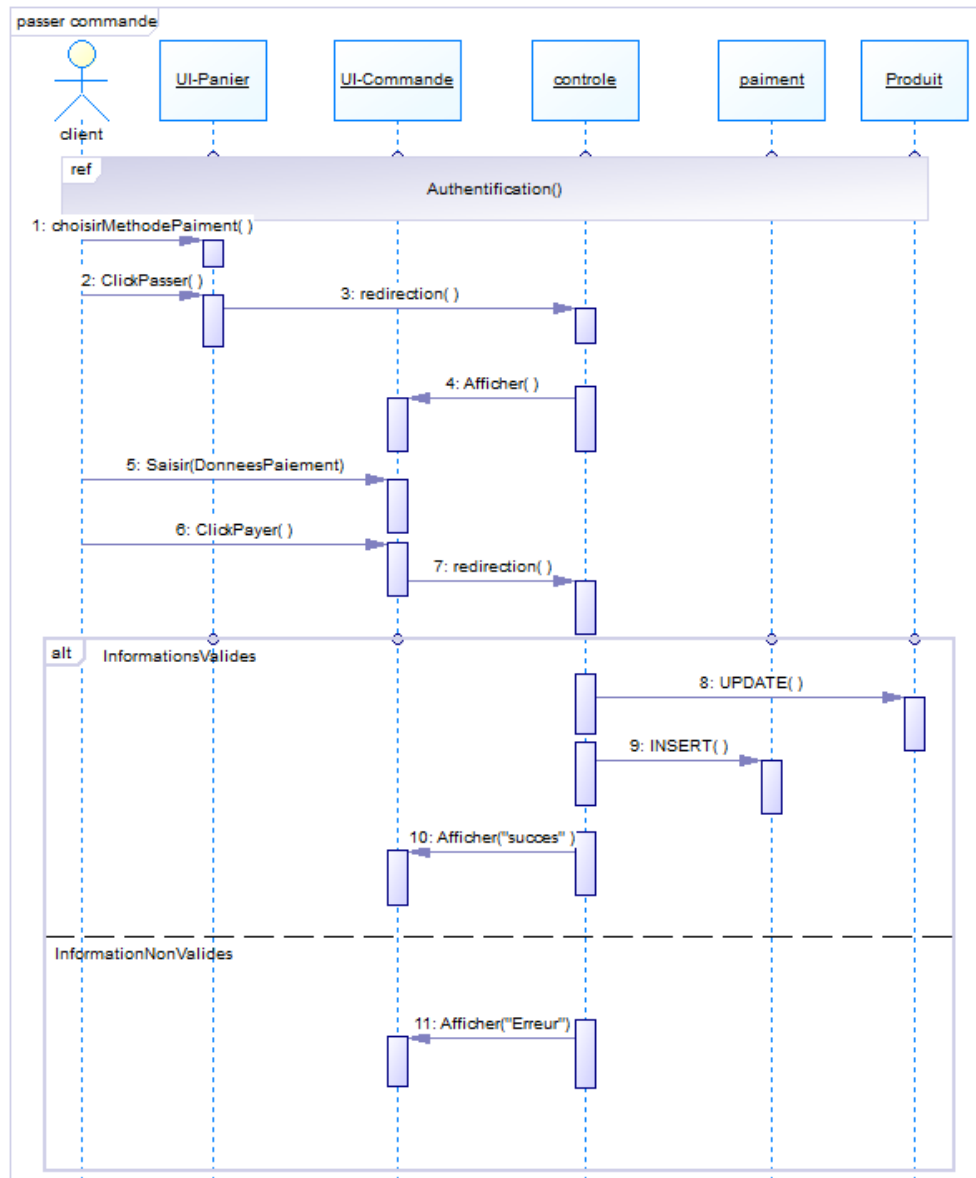 passer commande
UI-Panier
UI-Commande
controle
paiment
Produit
client
ref
Authentification()
1: choisirMethodePaiment( )
2: ClickPasser( )
3: redirection( )
4: Afficher( )
5: Saisir(DonneesPaiement)
6: ClickPayer( )
7: redirection( )
alt
InformationsValides
8: UPDATE( )
9: INSERT( )
10: Afficher("succes" )
InformationNonValides
11: Afficher("Erreur")